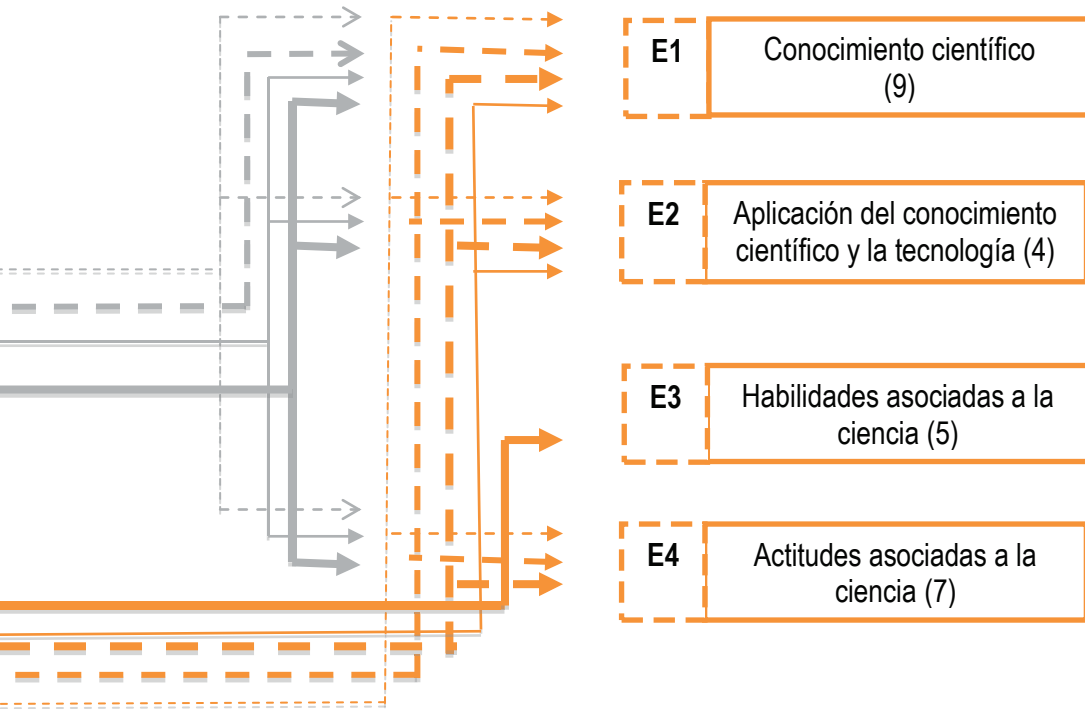 E1
Conocimiento científico
(9)
E2
Aplicación del conocimiento
científico y la tecnología (4)
E3
Habilidades asociadas a la
ciencia (5)
E4
Actitudes asociadas a la
ciencia (7)